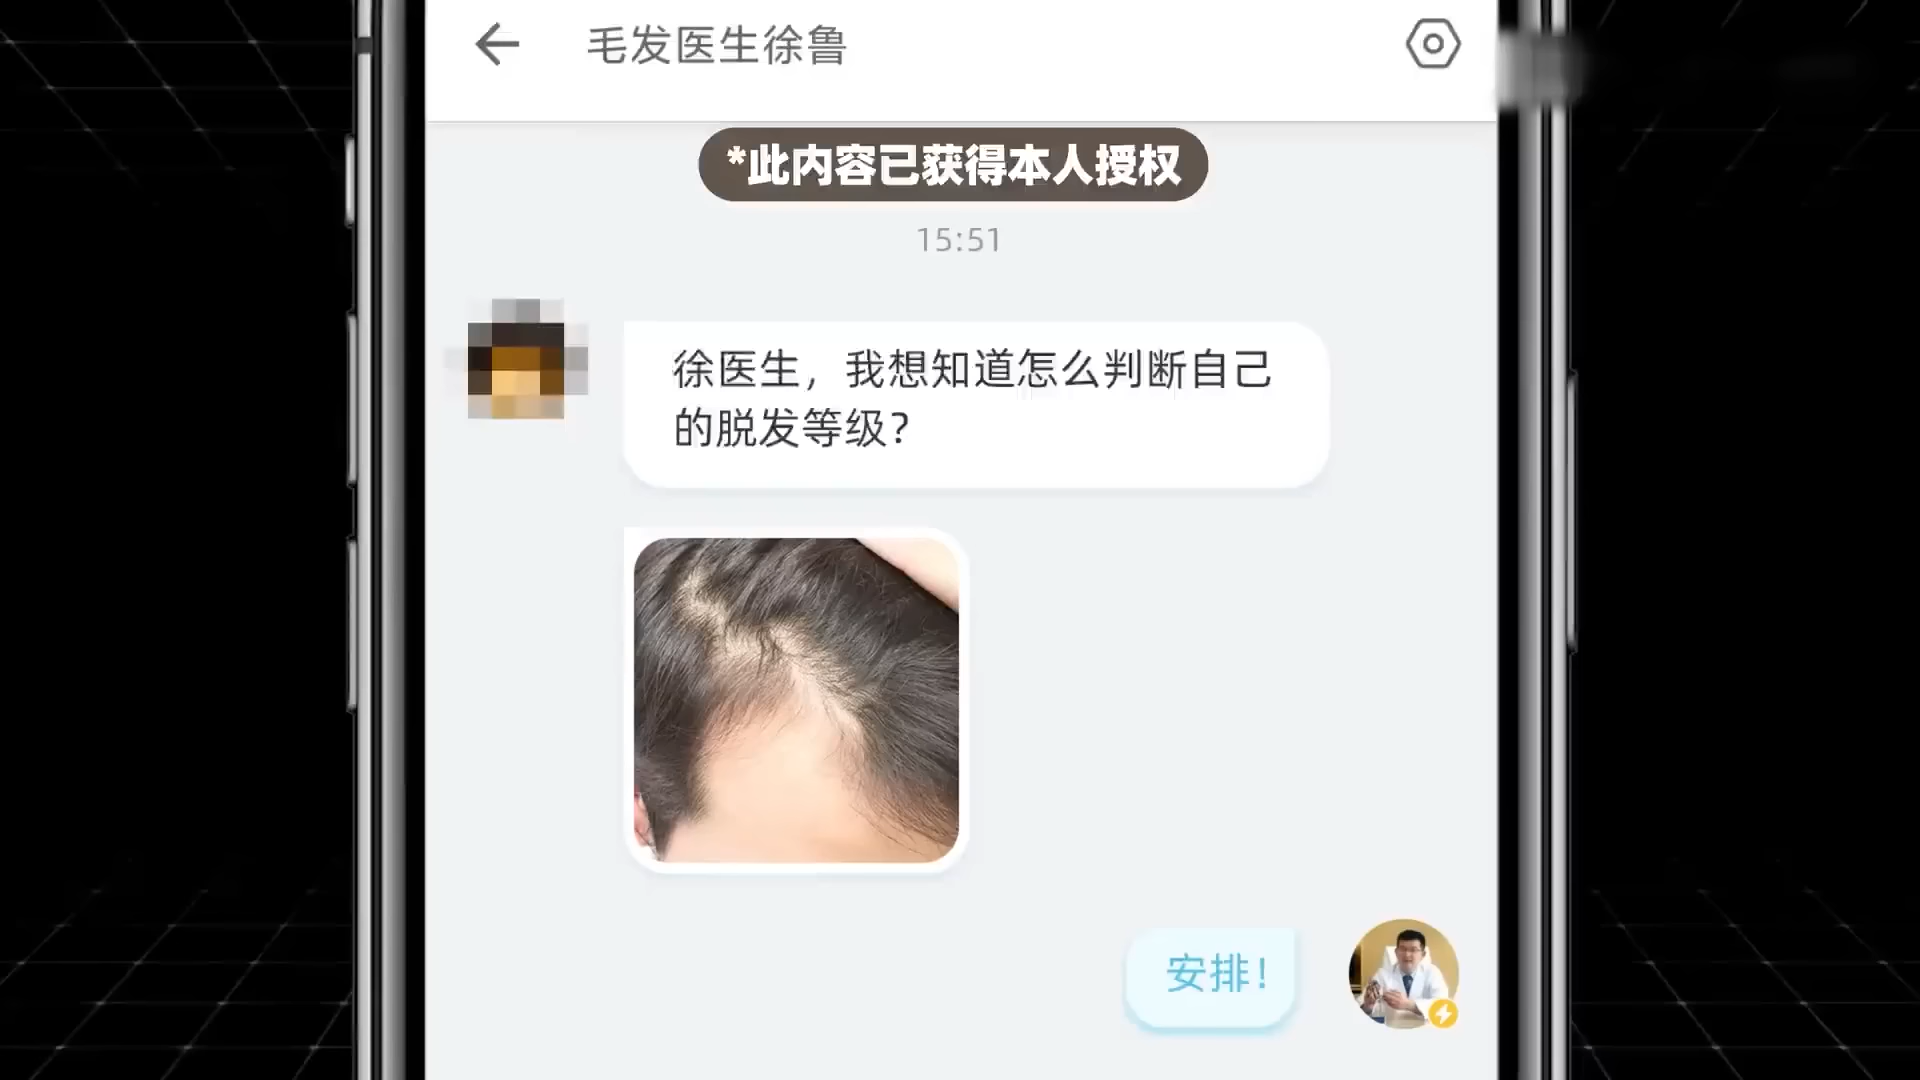 毛发医生徐鲁
*此内容已获得本人授权
15:51
徐医生，我想知道怎么判断自己
的脱发等级？
安排！